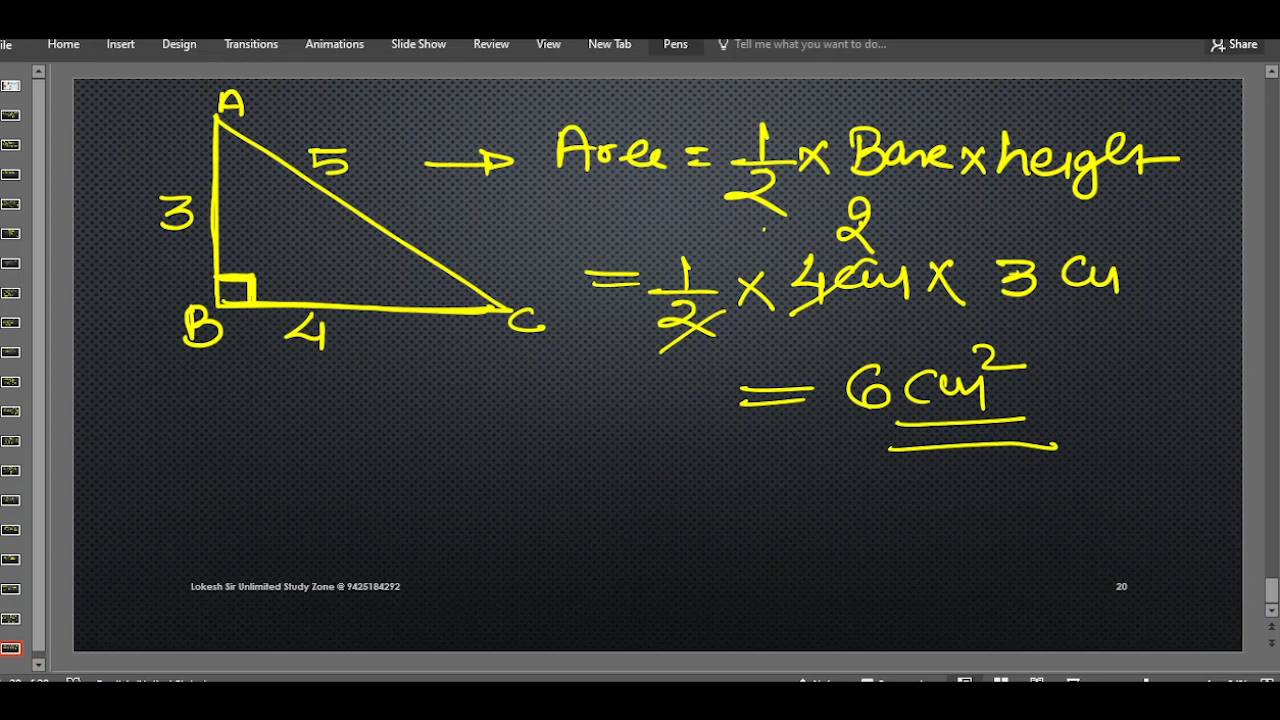 Home Insert Design Transitions Animations Slide Show Review View New Tab Pens Tell me what you want to do... Share
A
5
3
B
4
C
→ Area = 1/2 × Base × height
2
= 1/2 × 4cm × 3 cm
= 6 cm²
Lokesh Sir Unlimited Study Zone @ 9425184292
20